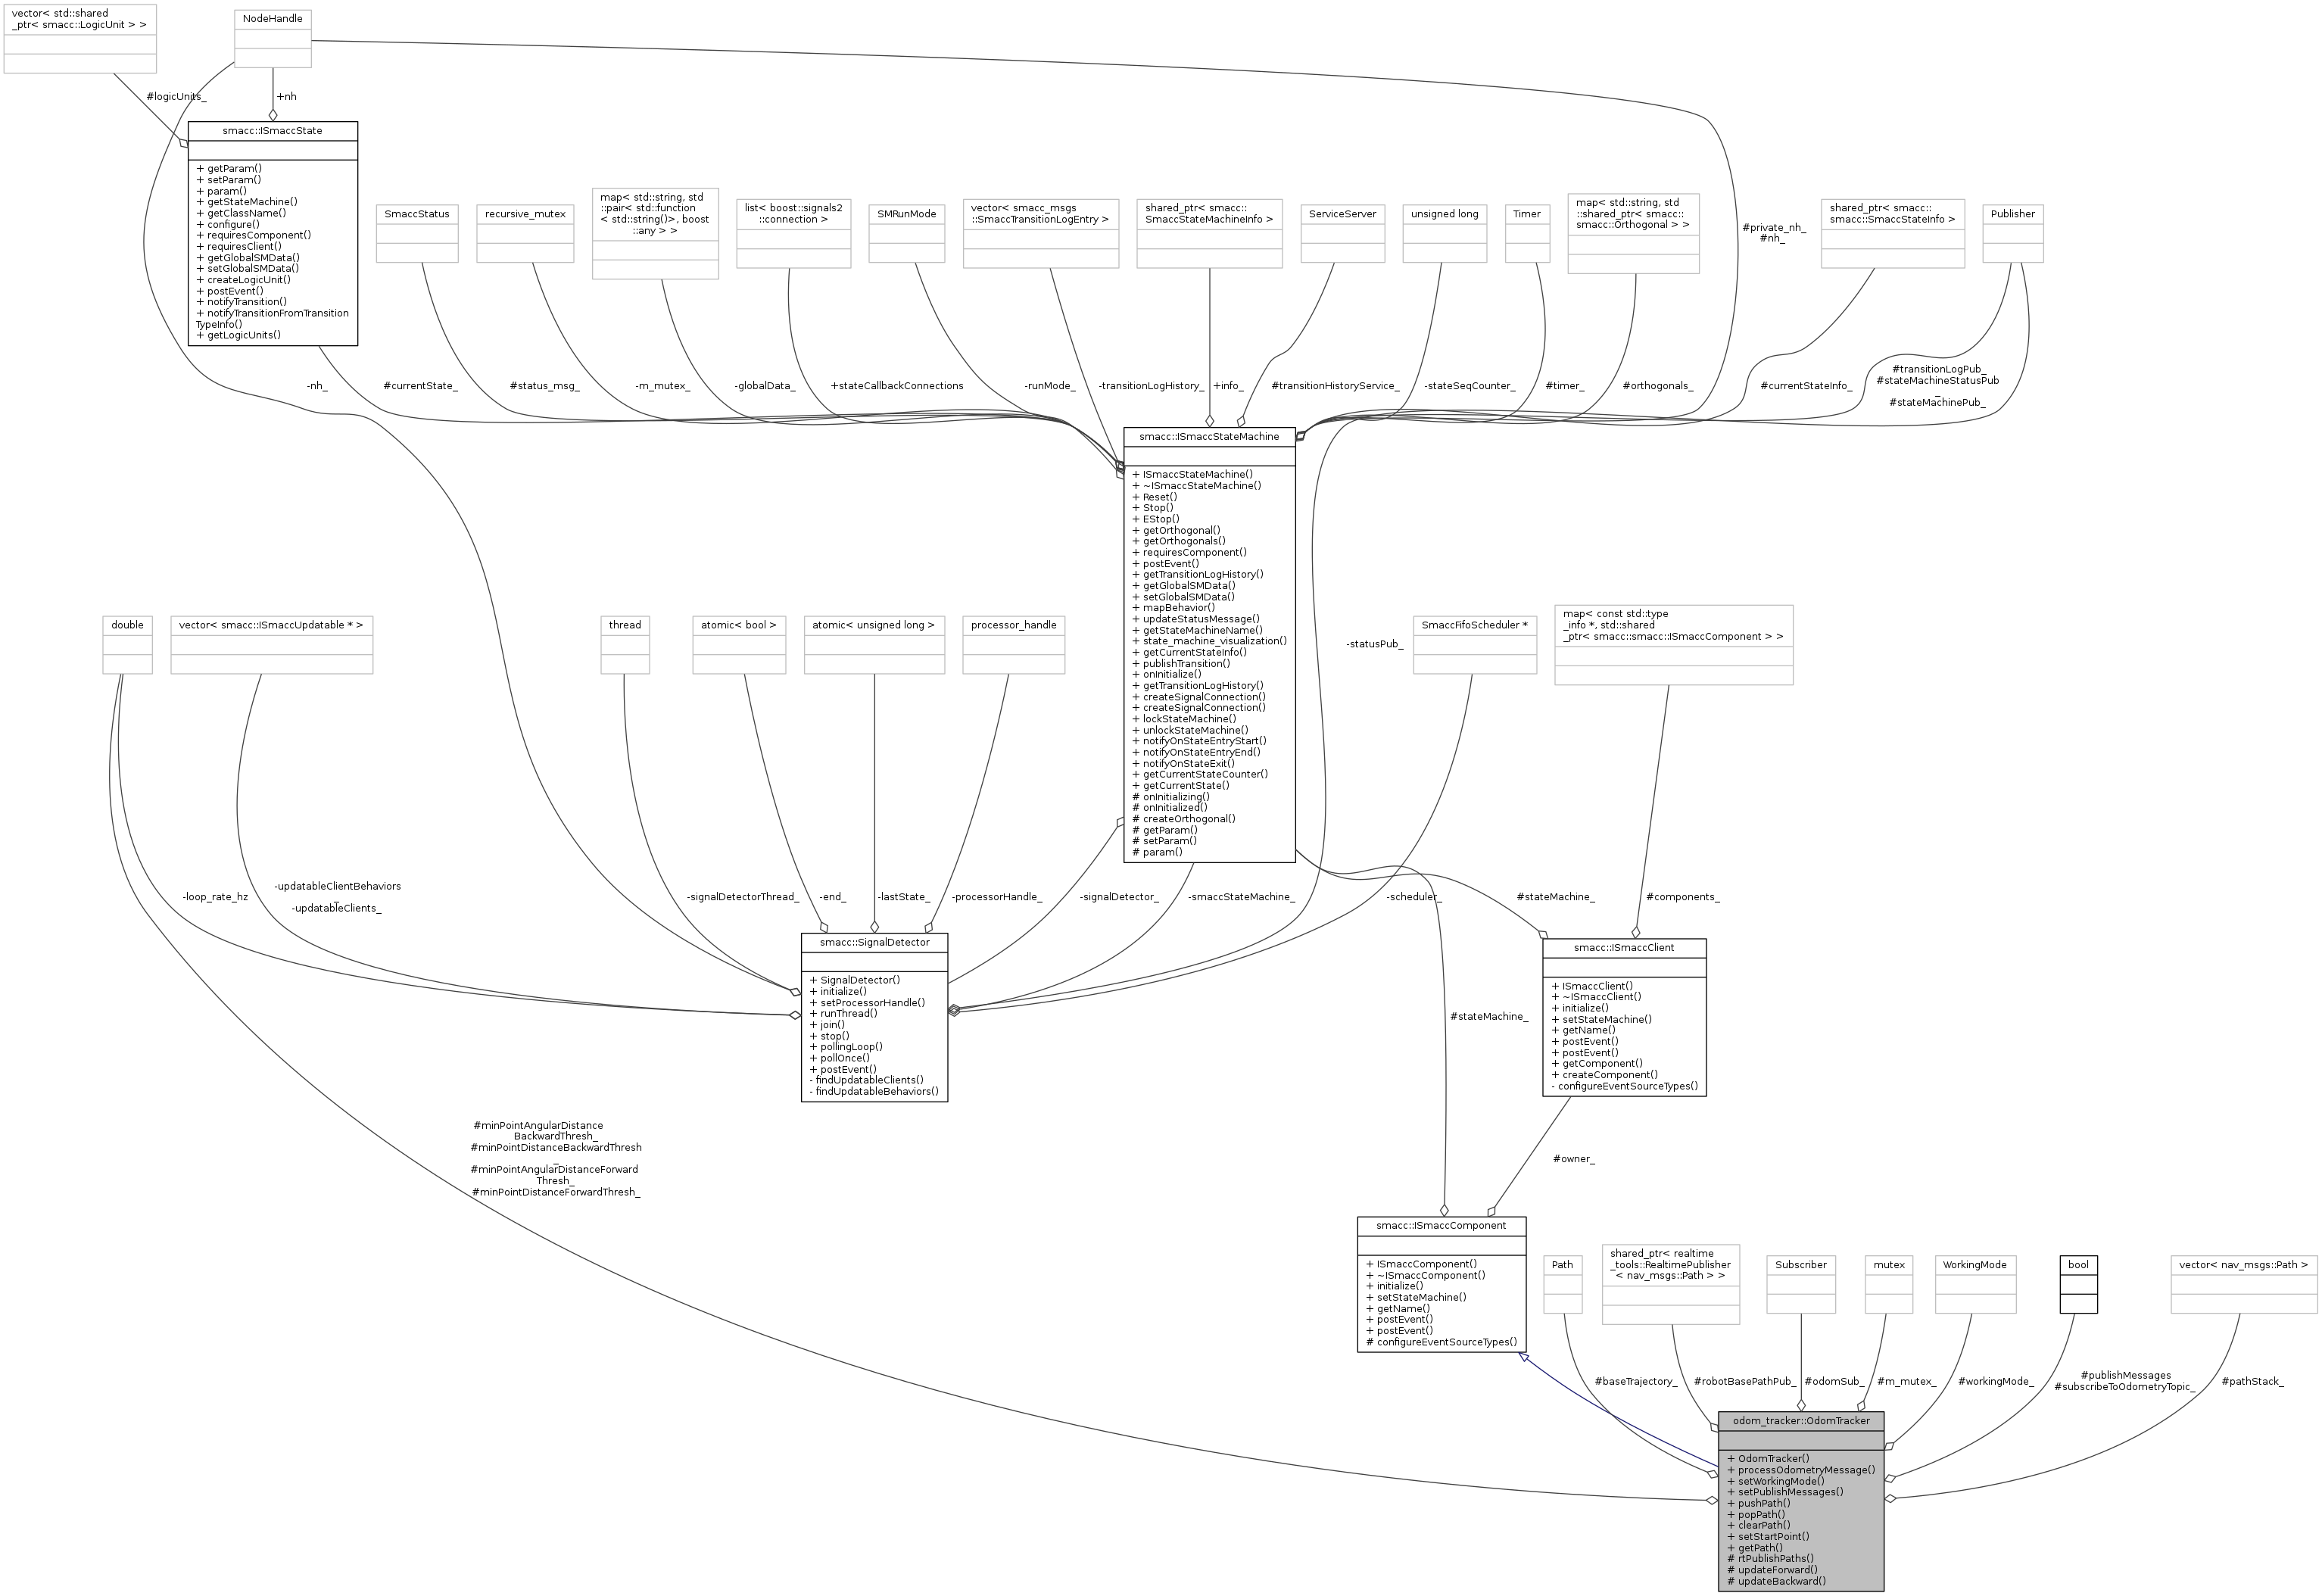 vector< std::shared
_ptr< smacc::LogicUnit > >
NodeHandle
#logicUnits_
+nh
smacc::ISmaccState
+ getParam()
+ setParam()
+ param()
+ getStateMachine()
+ getClassName()
+ configure()
+ requiresComponent()
+ requiresClient()
+ getGlobalSMData()
+ setGlobalSMData()
+ createLogicUnit()
+ postEvent()
+ notifyTransition()
+ notifyTransitionFromTransition
TypeInfo()
+ getLogicUnits()
SmaccStatus
recursive_mutex
map< std::string, std
::pair< std::function
< std::string()>, boost
::any > >
list< boost::signals2
::connection >
SMRunMode
vector< smacc_msgs
::SmaccTransitionLogEntry >
shared_ptr< smacc::
SmaccStateMachineInfo >
ServiceServer
unsigned long
Timer
map< std::string, std
::shared_ptr< smacc::
smacc::Orthogonal > >
#private_nh_
#nh_
shared_ptr< smacc::
smacc::SmaccStateInfo >
Publisher
-nh_
#currentState_
#status_msg_
-m_mutex_
-globalData_
+stateCallbackConnections
-runMode_
-transitionLogHistory_
+info_
#transitionHistoryService_
-stateSeqCounter_
#timer_
#orthogonals_
#currentStateInfo_
#transitionLogPub_
#stateMachineStatusPub
_
#stateMachinePub_
smacc::ISmaccStateMachine
+ ISmaccStateMachine()
+ ~ISmaccStateMachine()
+ Reset()
+ Stop()
+ EStop()
+ getOrthogonal()
+ getOrthogonals()
+ requiresComponent()
+ postEvent()
+ getTransitionLogHistory()
+ getGlobalSMData()
+ setGlobalSMData()
+ mapBehavior()
+ updateStatusMessage()
+ getStateMachineName()
+ state_machine_visualization()
+ getCurrentStateInfo()
+ publishTransition()
+ onInitialize()
+ getTransitionLogHistory()
+ createSignalConnection()
+ createSignalConnection()
+ lockStateMachine()
+ unlockStateMachine()
+ notifyOnStateEntryStart()
+ notifyOnStateEntryEnd()
+ notifyOnStateExit()
+ getCurrentStateCounter()
+ getCurrentState()
# onInitializing()
# onInitialized()
# createOrthogonal()
# getParam()
# setParam()
# param()
double
vector< smacc::ISmaccUpdatable * >
thread
atomic< bool >
atomic< unsigned long >
processor_handle
-statusPub_
SmaccFifoScheduler *
map< const std::type
_info *, std::shared
_ptr< smacc::smacc::ISmaccComponent > >
-loop_rate_hz
-updatableClientBehaviors
_
-updatableClients_
-signalDetectorThread_
-end_
-lastState_
-processorHandle_
-signalDetector_
-smaccStateMachine_
-scheduler_
#stateMachine_
#components_
smacc::SignalDetector
+ SignalDetector()
+ initialize()
+ setProcessorHandle()
+ runThread()
+ join()
+ stop()
+ pollingLoop()
+ pollOnce()
+ postEvent()
- findUpdatableClients()
- findUpdatableBehaviors()
smacc::ISmaccClient
+ ISmaccClient()
+ ~ISmaccClient()
+ initialize()
+ setStateMachine()
+ getName()
+ postEvent()
+ postEvent()
+ getComponent()
+ createComponent()
- configureEventSourceTypes()
#stateMachine_
#minPointAngularDistance
BackwardThresh_
#minPointDistanceBackwardThresh
_
#minPointAngularDistanceForward
Thresh_
#minPointDistanceForwardThresh_
#owner_
smacc::ISmaccComponent
+ ISmaccComponent()
+ ~ISmaccComponent()
+ initialize()
+ setStateMachine()
+ getName()
+ postEvent()
+ postEvent()
# configureEventSourceTypes()
Path
shared_ptr< realtime
_tools::RealtimePublisher
< nav_msgs::Path > >
Subscriber
mutex
WorkingMode
bool
vector< nav_msgs::Path >
#baseTrajectory_
#robotBasePathPub_
#odomSub_
#m_mutex_
#workingMode_
#publishMessages
#subscribeToOdometryTopic_
#pathStack_
odom_tracker::OdomTracker
+ OdomTracker()
+ processOdometryMessage()
+ setWorkingMode()
+ setPublishMessages()
+ pushPath()
+ popPath()
+ clearPath()
+ setStartPoint()
+ getPath()
# rtPublishPaths()
# updateForward()
# updateBackward()